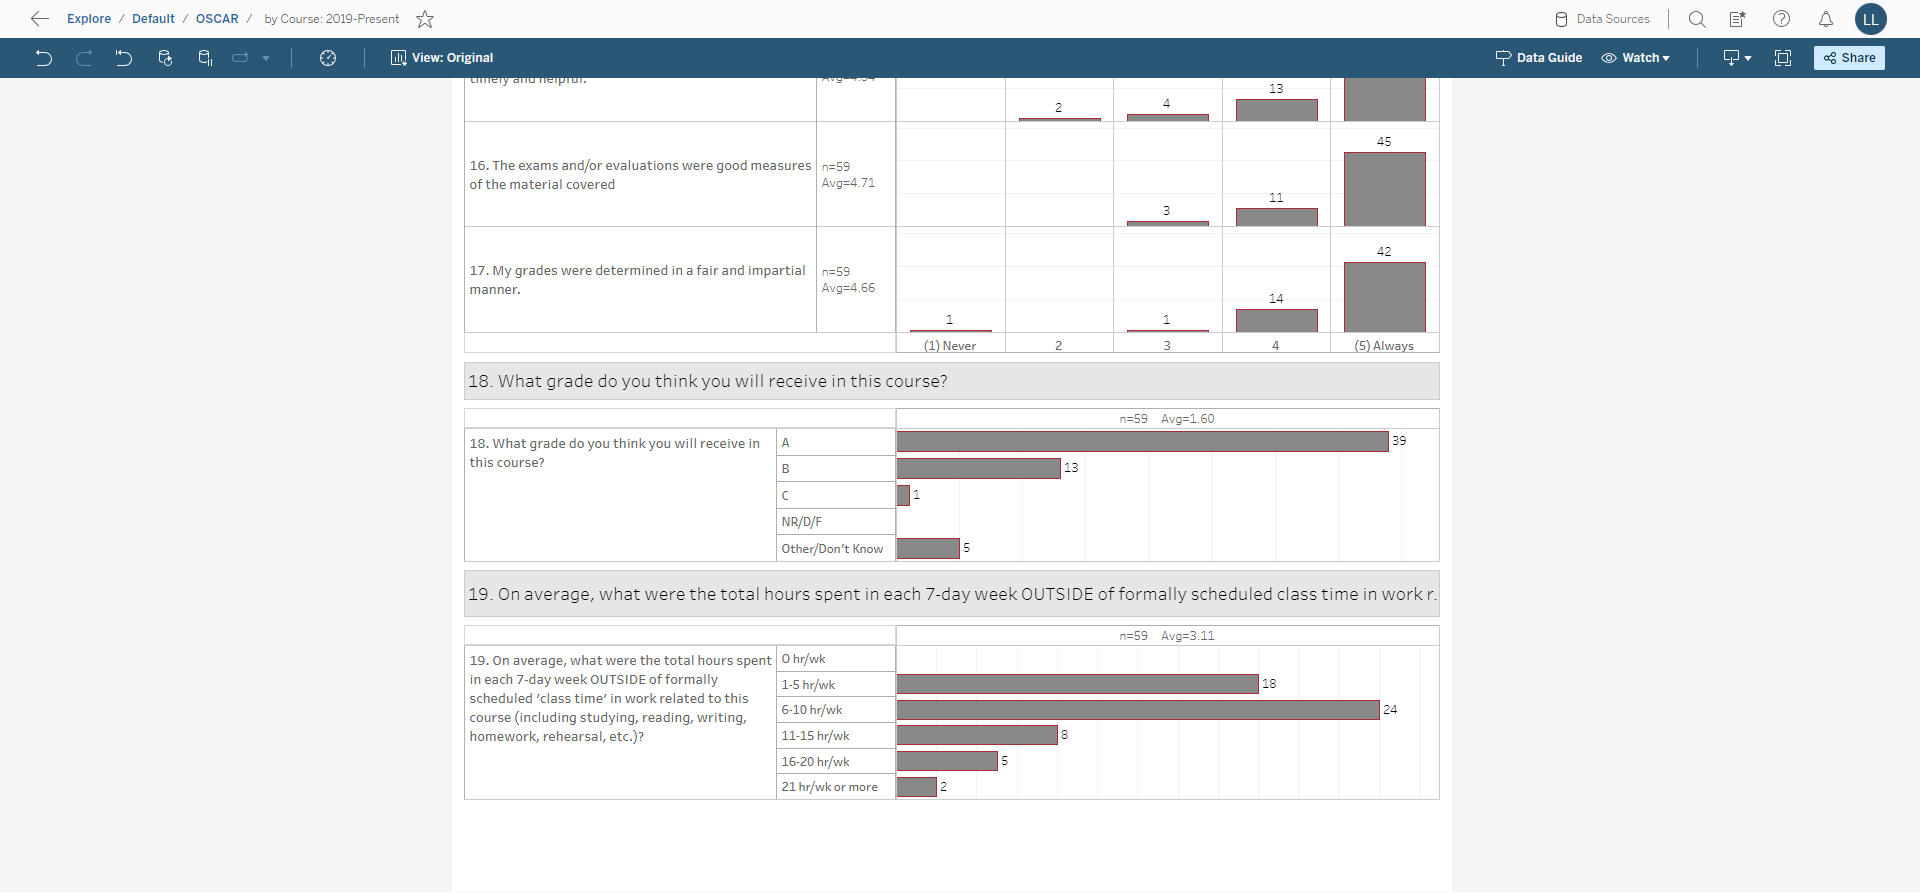 Explore / Default / OSCAR / by Course: 2019-Present
Data Sources
LL
View: Original
Data Guide
Watch
Share
timely and helpful.
Avg=4.54
2
4
13
16. The exams and/or evaluations were good measures
of the material covered
n=59
Avg=4.71
3
11
45
17. My grades were determined in a fair and impartial
manner.
n=59
Avg=4.66
1
1
14
42
(1) Never
2
3
4
(5) Always
18. What grade do you think you will receive in this course?
n=59 Avg=1.60
18. What grade do you think you will receive in
this course?
A
39
B
13
C
1
NR/D/F
Other/Don't Know
5
19. On average, what were the total hours spent in each 7-day week OUTSIDE of formally scheduled class time in work r.
n=59 Avg=3.11
19. On average, what were the total hours spent
in each 7-day week OUTSIDE of formally
scheduled ‘class time’ in work related to this
course (including studying, reading, writing,
homework, rehearsal, etc.)?
0 hr/wk
1-5 hr/wk
18
6-10 hr/wk
24
11-15 hr/wk
8
16-20 hr/wk
5
21 hr/wk or more
2